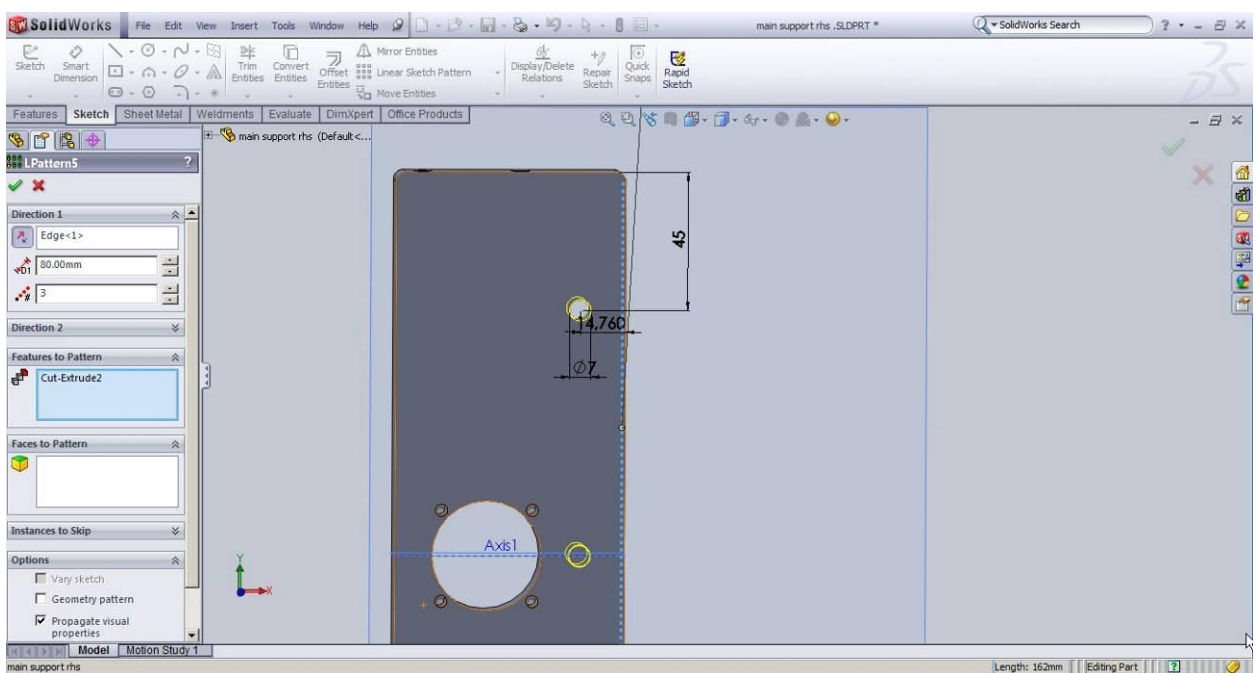 SolidWorks File Edit View Insert Tools Window Help main support rhs .SLDPRT * SolidWorks Search ?
Sketch Smart Dimension Trim Entities Convert Entities Offset Entities Mirror Entities Linear Sketch Pattern Move Entities Display/Delete Relations Repair Sketch Quick Snaps Rapid Sketch
Features Sketch Sheet Metal Weldments Evaluate DimXpert Office Products
main support rhs (Default<...
LPattern5 ?
Direction 1
Edge<1>
D1 80.00mm
# 3
Direction 2
Features to Pattern
Cut-Extrude2
Faces to Pattern
Instances to Skip
Options
Vary sketch
Geometry pattern
Propagate visual
properties
45
14,760
Ø7
Axis1
Y
X
Model Motion Study 1
main support rhs Length: 162mm Editing Part ?